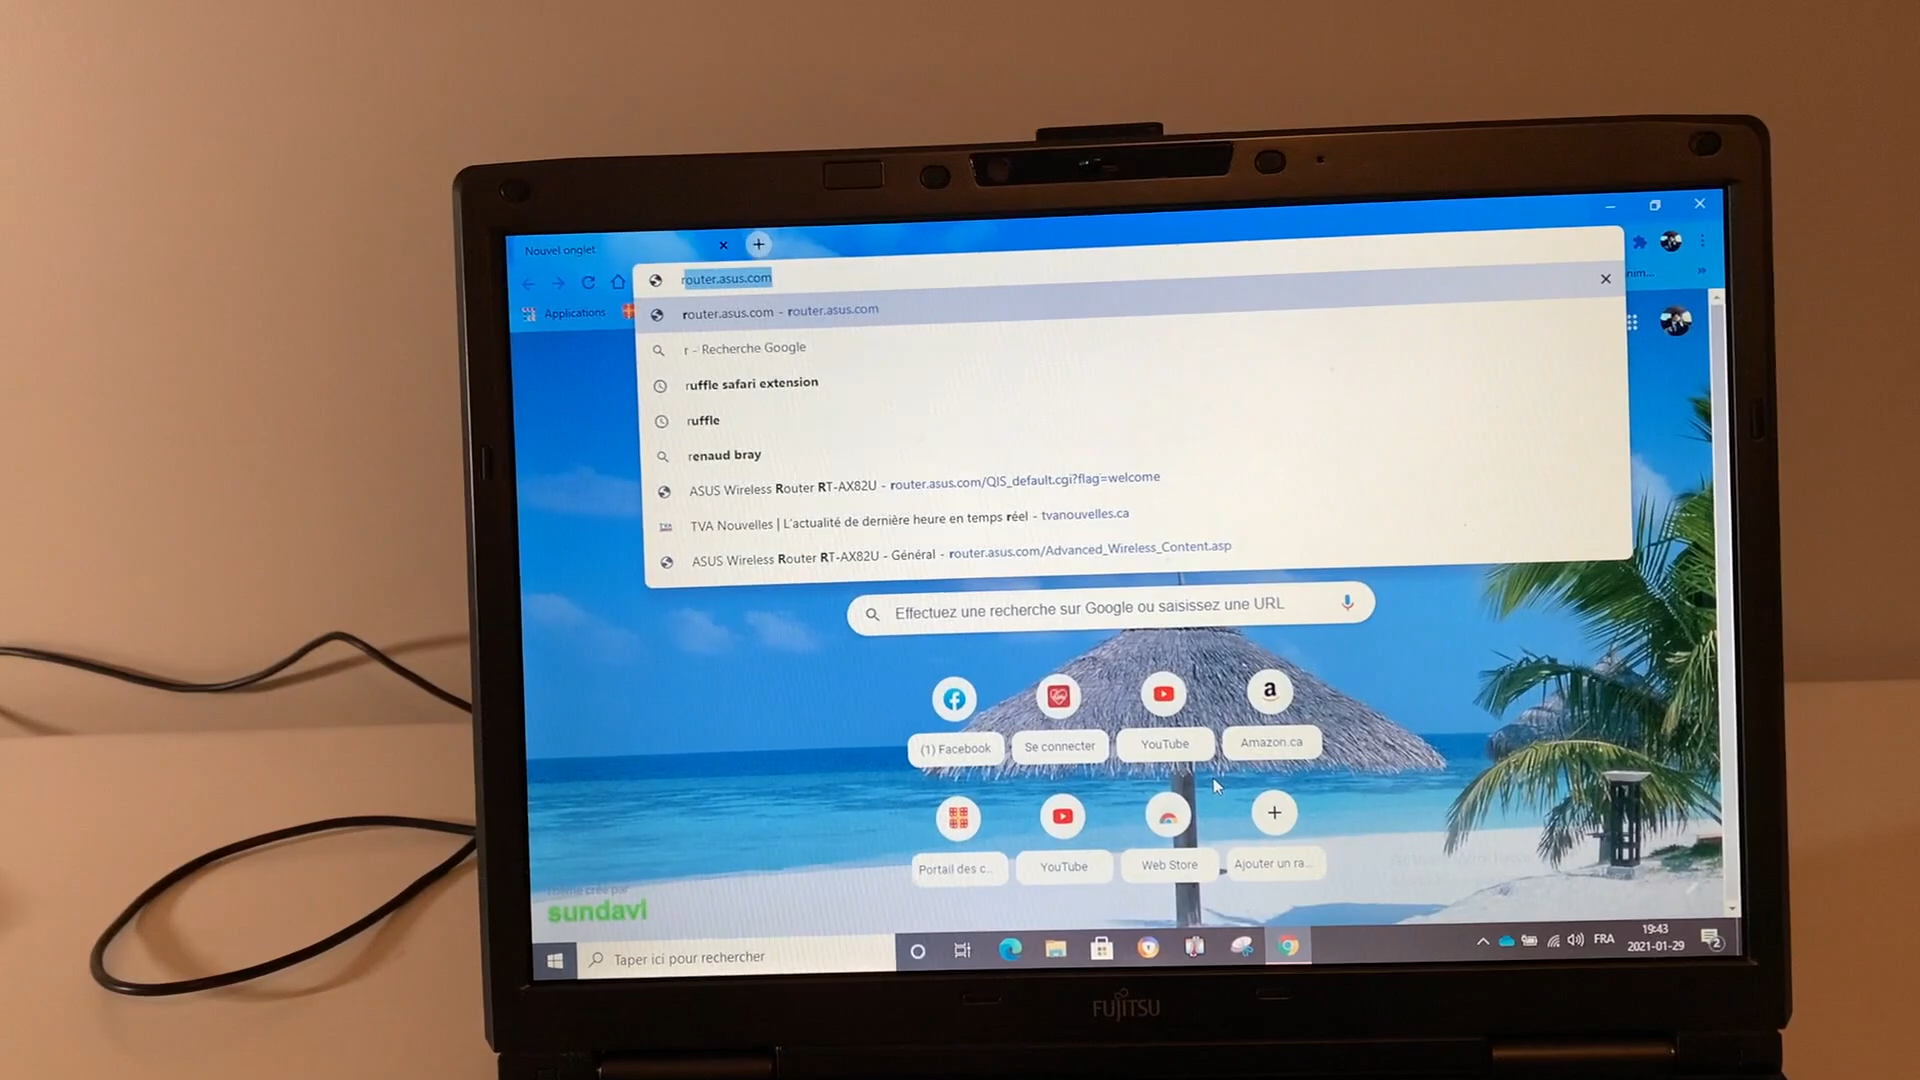 Nouvel onglet
router.asus.com
Applications
nim...
router.asus.com - router.asus.com
r - Recherche Google
ruffle safari extension
ruffle
renaud bray
ASUS Wireless Router RT-AX82U - router.asus.com/QIS_default.cgi?flag=welcome
TVA Nouvelles | L'actualité de dernière heure en temps réel - tvanouvelles.ca
ASUS Wireless Router RT-AX82U - Général - router.asus.com/Advanced_Wireless_Content.asp
Effectuez une recherche sur Google ou saisissez une URL
(1) Facebook
Se connecter
YouTube
Amazon.ca
Portail des c...
YouTube
Web Store
Ajouter un ra...
sundavi
Taper ici pour rechercher
FRA
19:43
2021-01-29
2
FUJITSU